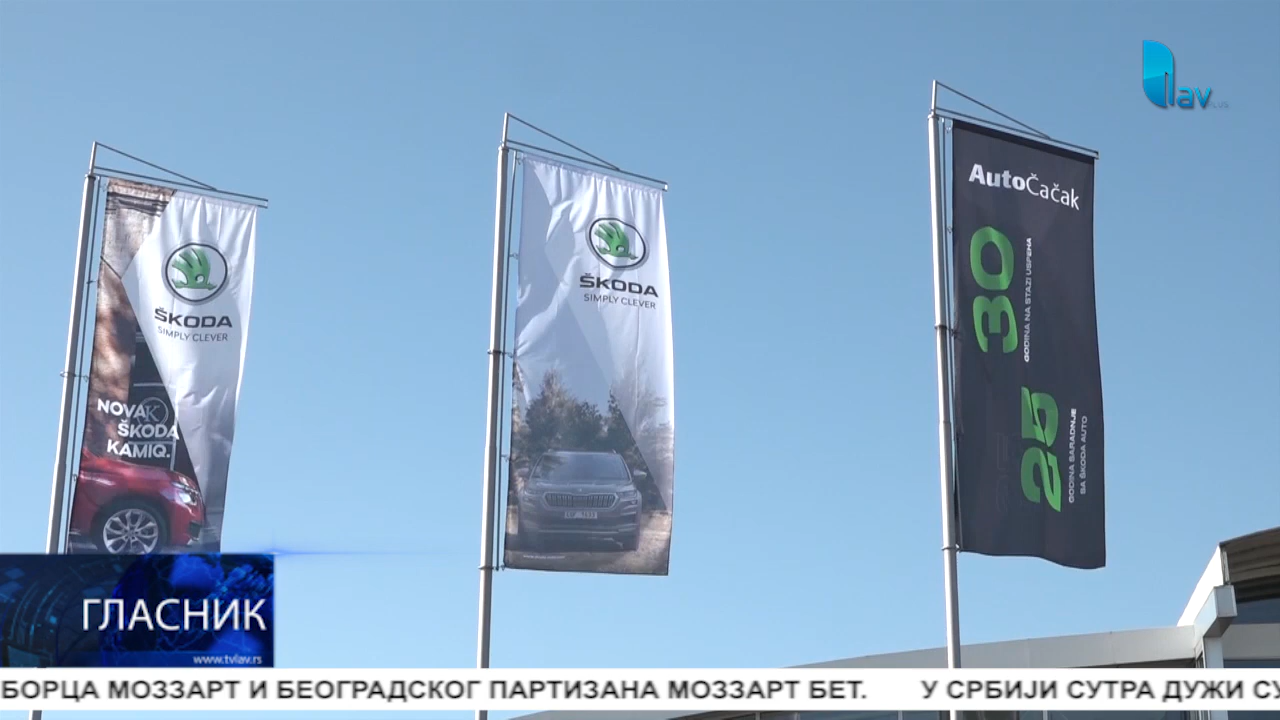 lav
AutoČačak
30
GODINA NA STAZI USPEHA
25
GODINA SARADNJE
SA ŠKODA AUTO
ŠKODA
SIMPLY CLEVER
ŠKODA
SIMPLY CLEVER
NOVA
ŠKODA
KAMIQ.
ГЛАСНИК
www.tvlav.rs
БОРЦА МОЗЗАРТ И БЕОГРАДСКОГ ПАРТИЗАНА МОЗЗАРТ БЕТ. У СРБИЈИ СУТРА ДУЖИ СУ